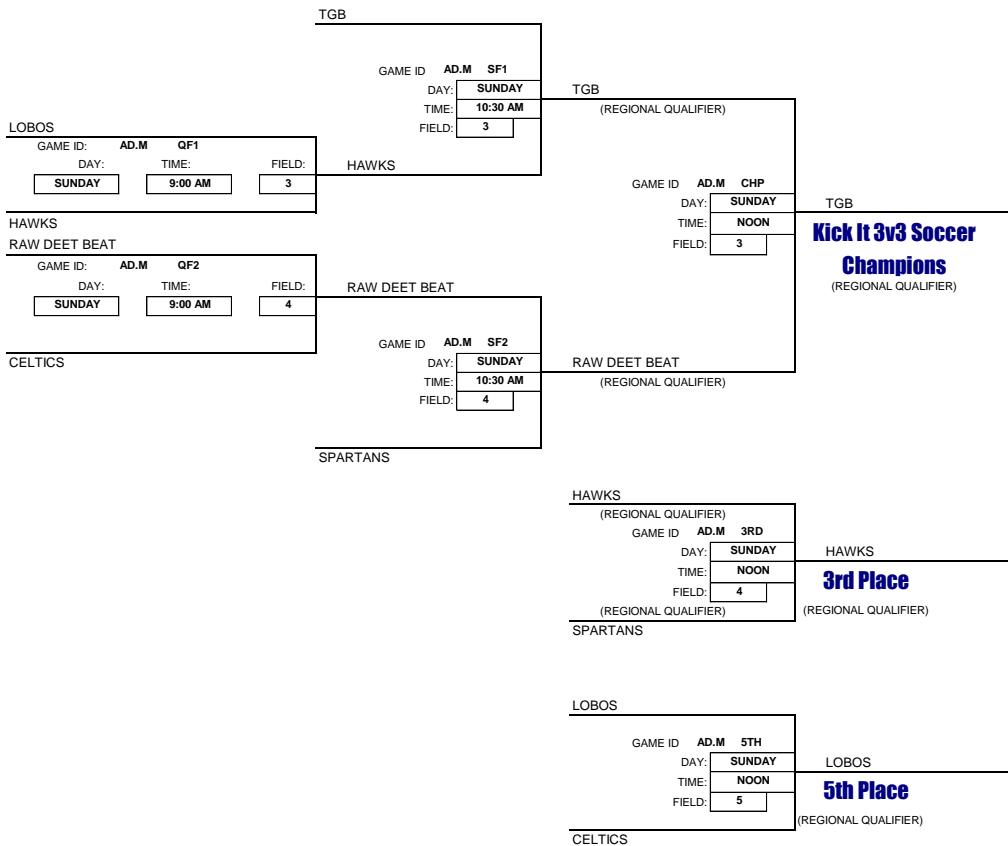 TGB
GAME ID AD.M SF1
DAY: SUNDAY
TIME: 10:30 AM
FIELD: 3
TGB
(REGIONAL QUALIFIER)
LOBOS
GAME ID: AD.M QF1
DAY: TIME: FIELD:
SUNDAY 9:00 AM 3
HAWKS
HAWKS
GAME ID AD.M CHP
DAY: SUNDAY
TIME: NOON
FIELD: 3
TGB
Kick It 3v3 Soccer
Champions
(REGIONAL QUALIFIER)
RAW DEET BEAT
GAME ID: AD.M QF2
DAY: TIME: FIELD:
SUNDAY 9:00 AM 4
CELTICS
RAW DEET BEAT
GAME ID AD.M SF2
DAY: SUNDAY
TIME: 10:30 AM
FIELD: 4
SPARTANS
RAW DEET BEAT
(REGIONAL QUALIFIER)
HAWKS
(REGIONAL QUALIFIER)
GAME ID AD.M 3RD
DAY: SUNDAY
TIME: NOON
FIELD: 4
(REGIONAL QUALIFIER)
SPARTANS
HAWKS
3rd Place
(REGIONAL QUALIFIER)
LOBOS
GAME ID AD.M 5TH
DAY: SUNDAY
TIME: NOON
FIELD: 5
CELTICS
LOBOS
5th Place
(REGIONAL QUALIFIER)